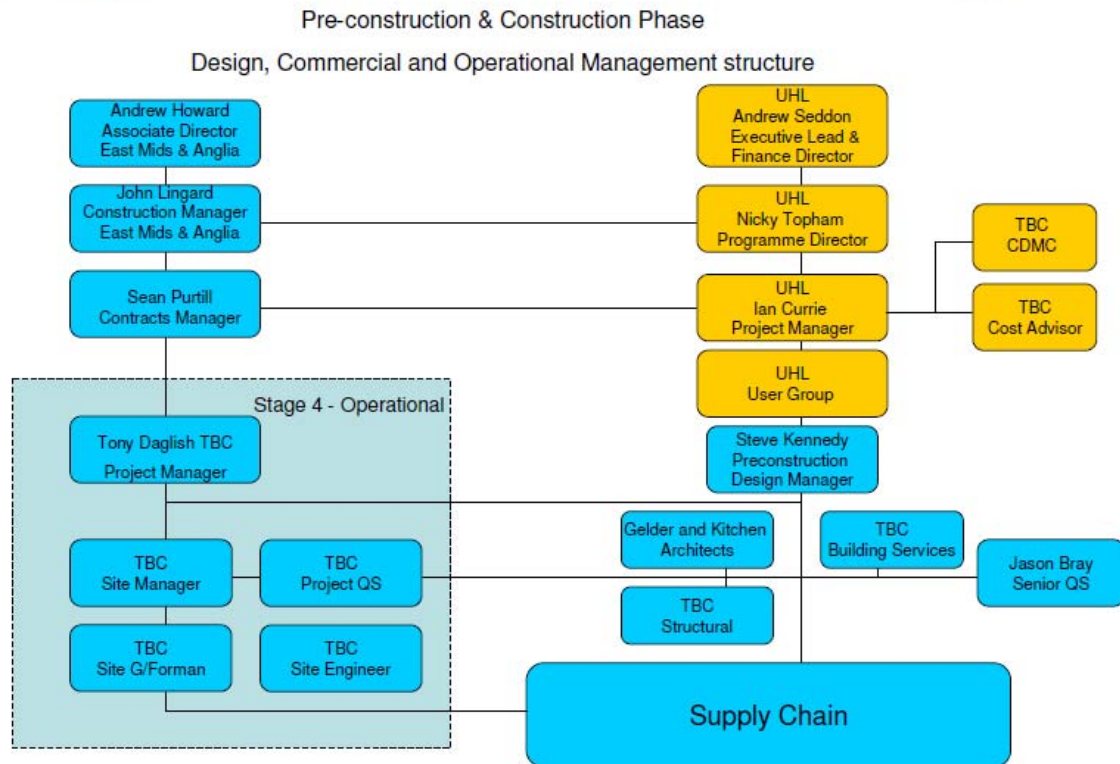 Pre-construction & Construction Phase
Design, Commercial and Operational Management structure
Andrew Howard
Associate Director
East Mids & Anglia
UHL
Andrew Seddon
Executive Lead &
Finance Director
John Lingard
Construction Manager
East Mids & Anglia
UHL
Nicky Topham
Programme Director
TBC
CDMC
Sean Purtill
Contracts Manager
UHL
Ian Currie
Project Manager
TBC
Cost Advisor
UHL
User Group
Stage 4 - Operational
Tony Daglish TBC
Project Manager
Steve Kennedy
Preconstruction
Design Manager
Gelder and Kitchen
Architects
TBC
Building Services
TBC
Site Manager
TBC
Project QS
Jason Bray
Senior QS
TBC
Structural
TBC
Site G/Forman
TBC
Site Engineer
Supply Chain